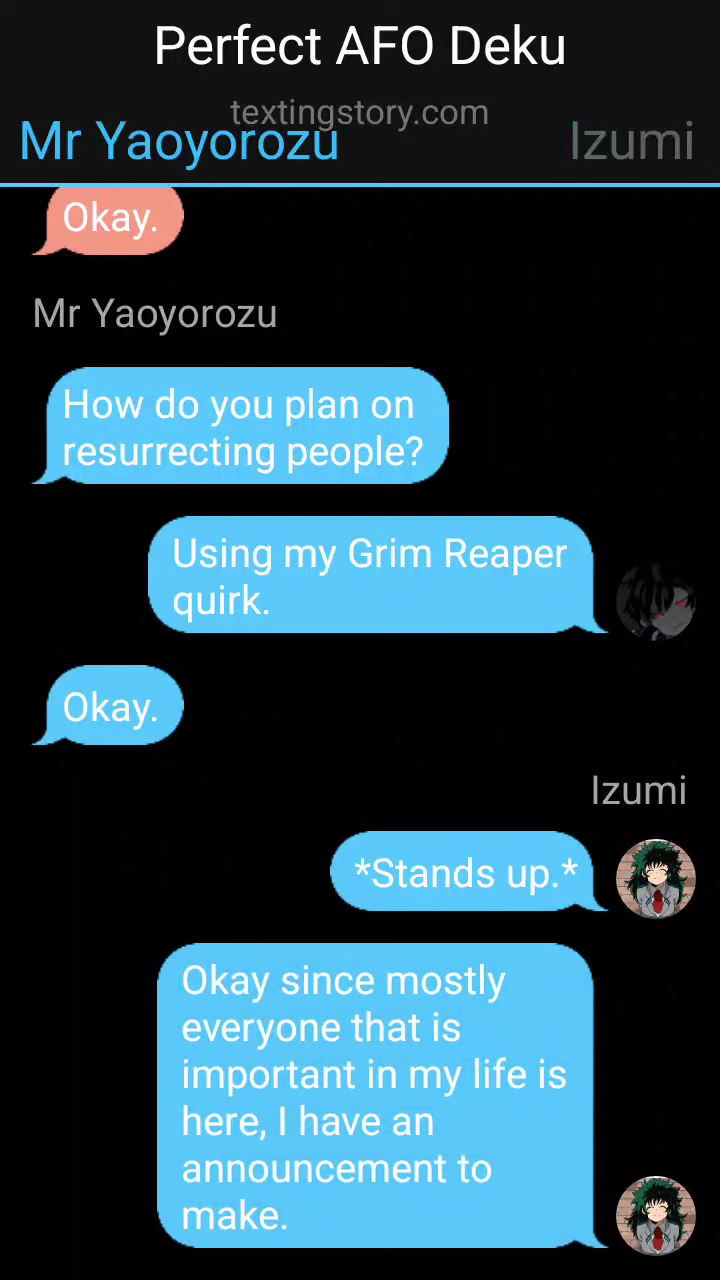 Perfect AFO Deku
textingstory.com
Mr Yaoyorozu
Izumi
Okay.
Mr Yaoyorozu
How do you plan on
resurrecting people?
Using my Grim Reaper
quirk.
Okay.
Izumi
*Stands up.*
Okay since mostly
everyone that is
important in my life is
here, I have an
announcement to
make.